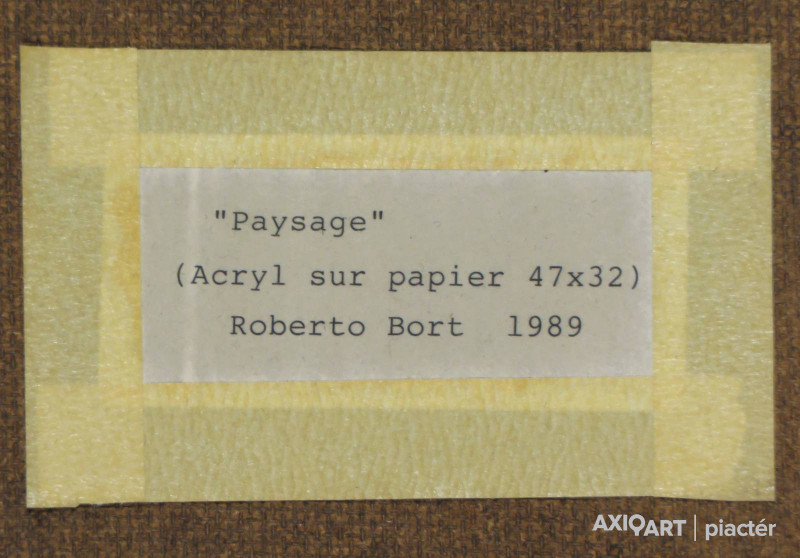 "Paysage"
(Acryl sur papier 47x32)
Roberto Bort 1989
AXIOART | piactér